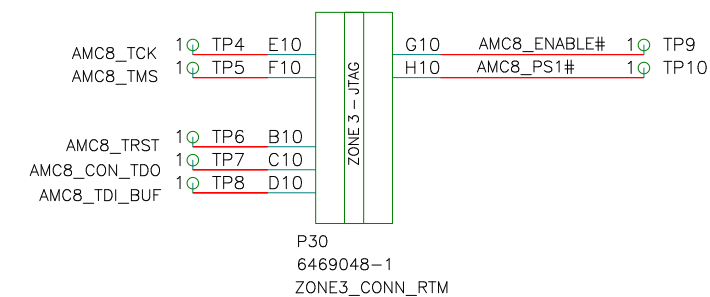 AMC8_TCK 1 TP4 E10 G10 AMC8_ENABLE# 1 TP9
AMC8_TMS 1 TP5 F10 H10 AMC8_PS1# 1 TP10
ZONE 3 - JTAG
AMC8_TRST 1 TP6 B10
AMC8_CON_TDO 1 TP7 C10
AMC8_TDI_BUF 1 TP8 D10
P30
6469048-1
ZONE3_CONN_RTM